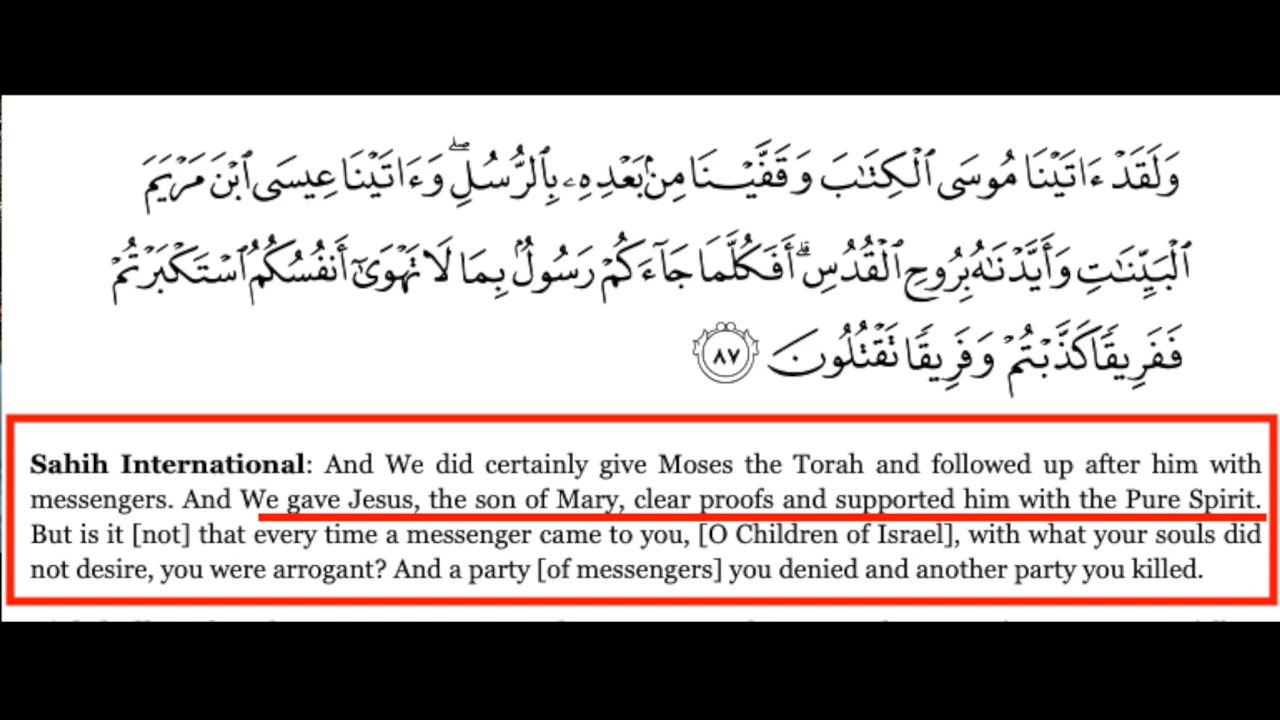 وَلَقَدْ ءَاتَيْنَا مُوسَى ٱلْكِتَٰبَ وَقَفَّيْنَا مِنۢ بَعْدِهِۦ بِٱلرُّسُلِ ۖ وَءَاتَيْنَا عِيسَى ٱبْنَ مَرْيَمَ
ٱلْبَيِّنَٰتِ وَأَيَّدْنَٰهُ بِرُوحِ ٱلْقُدُسِ ۗ أَفَكُلَّمَا جَآءَكُمْ رَسُولٌۢ بِمَا لَا تَهْوَىٰٓ أَنفُسُكُمُ ٱسْتَكْبَرْتُمْ
فَفَرِيقًا كَذَّبْتُمْ وَفَرِيقًا تَقْتُلُونَ ٨٧
Sahih International: And We did certainly give Moses the Torah and followed up after him with
messengers. And We gave Jesus, the son of Mary, clear proofs and supported him with the Pure Spirit.
But is it [not] that every time a messenger came to you, [O Children of Israel], with what your souls did
not desire, you were arrogant? And a party [of messengers] you denied and another party you killed.